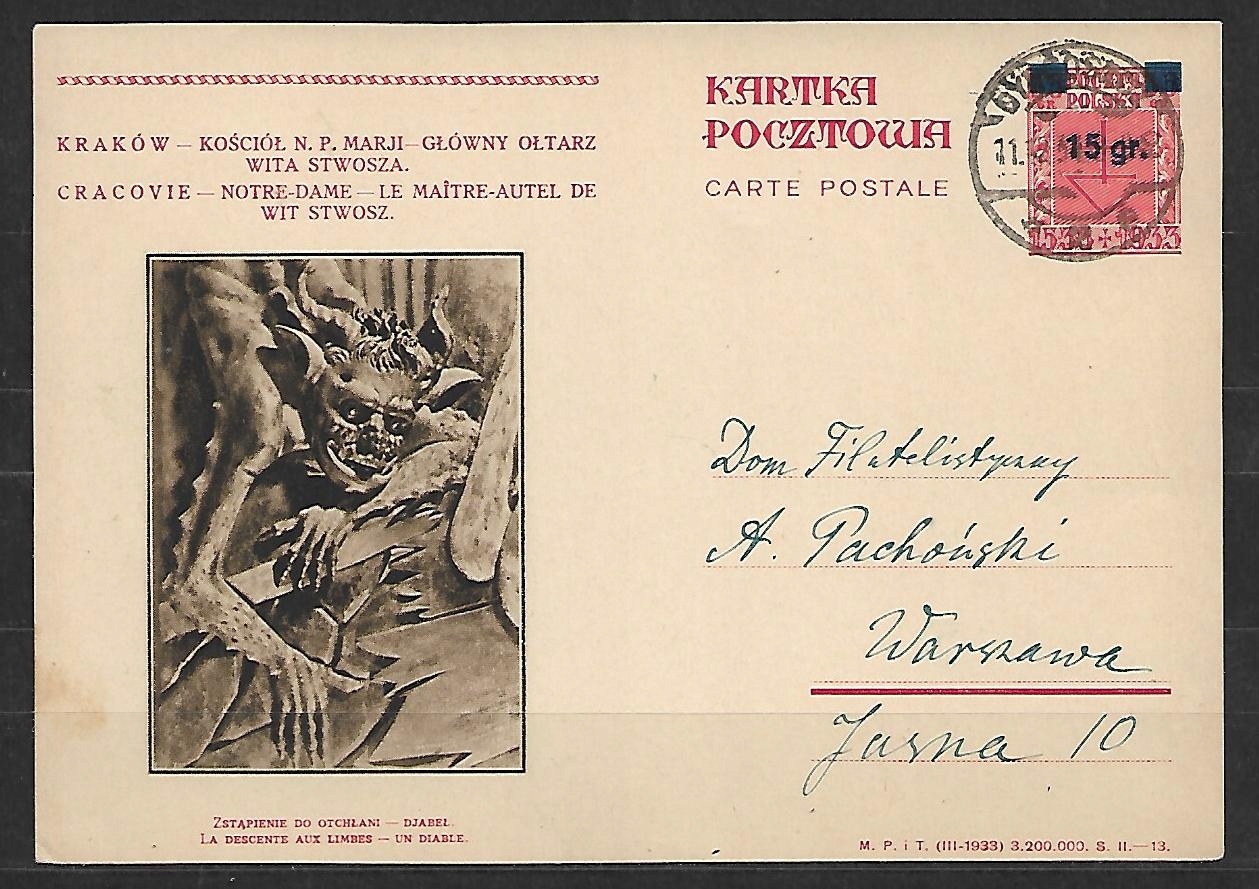 KRAKÓW — KOŚCIÓŁ N. P. MARJI—GŁÓWNY OŁTARZ
WITA STWOSZA.
CRACOVIE — NOTRE-DAME — LE MAÎTRE-AUTEL DE
WIT STWOSZ.
ZSTĄPIENIE DO OTCHŁANI — DJABEŁ.
LA DESCENTE AUX LIMBES — UN DIABLE.
KARTKA
POCZTOWA
CARTE POSTALE
POCZTA
POLSKA
15 gr.
1533 + 1933
Dom Filatelistyczny
A. Pachoński
Warszawa
Jasna 10
M. P. i T. (III-1933) 3.200.000. S. II.—13.